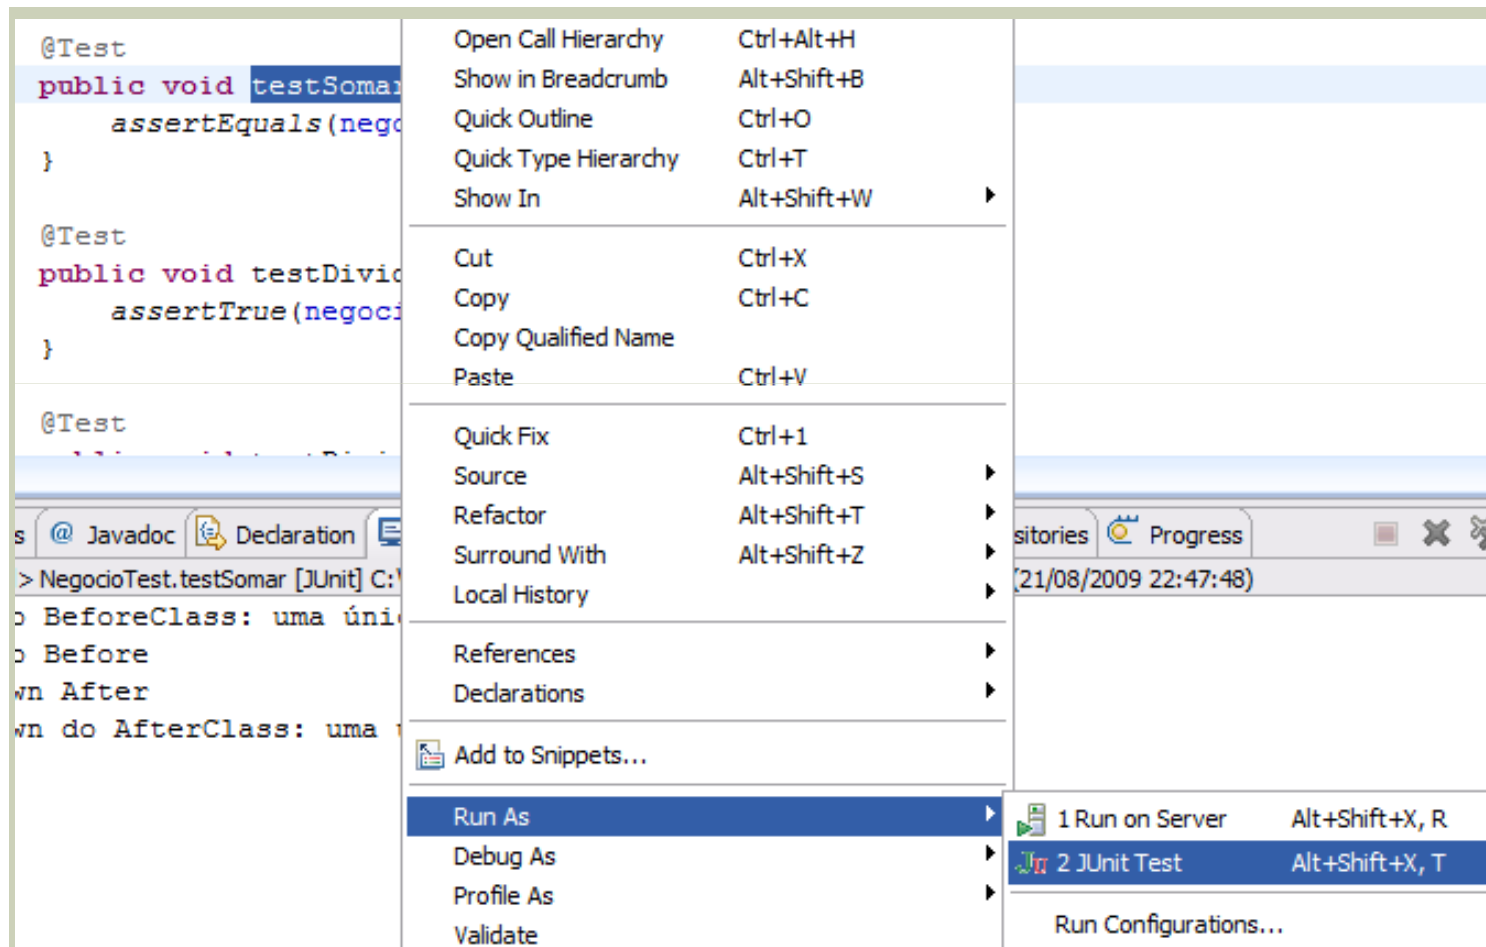 @Test
public void testSomar
assertEquals(nego
}
@Test
public void testDivid
assertTrue(negoci
}
@Test
Open Call Hierarchy Ctrl+Alt+H
Show in Breadcrumb Alt+Shift+B
Quick Outline Ctrl+O
Quick Type Hierarchy Ctrl+T
Show In Alt+Shift+W
Cut Ctrl+X
Copy Ctrl+C
Copy Qualified Name
Paste Ctrl+V
Quick Fix Ctrl+1
Source Alt+Shift+S
Refactor Alt+Shift+T
Surround With Alt+Shift+Z
Local History
References
Declarations
Add to Snippets...
Run As
Debug As
Profile As
Validate
1 Run on Server Alt+Shift+X, R
2 JUnit Test Alt+Shift+X, T
Run Configurations...
s @ Javadoc Declaration
sitories Progress
> NegocioTest.testSomar [JUnit] C:\
(21/08/2009 22:47:48)
o BeforeClass: uma úni
o Before
wn After
wn do AfterClass: uma